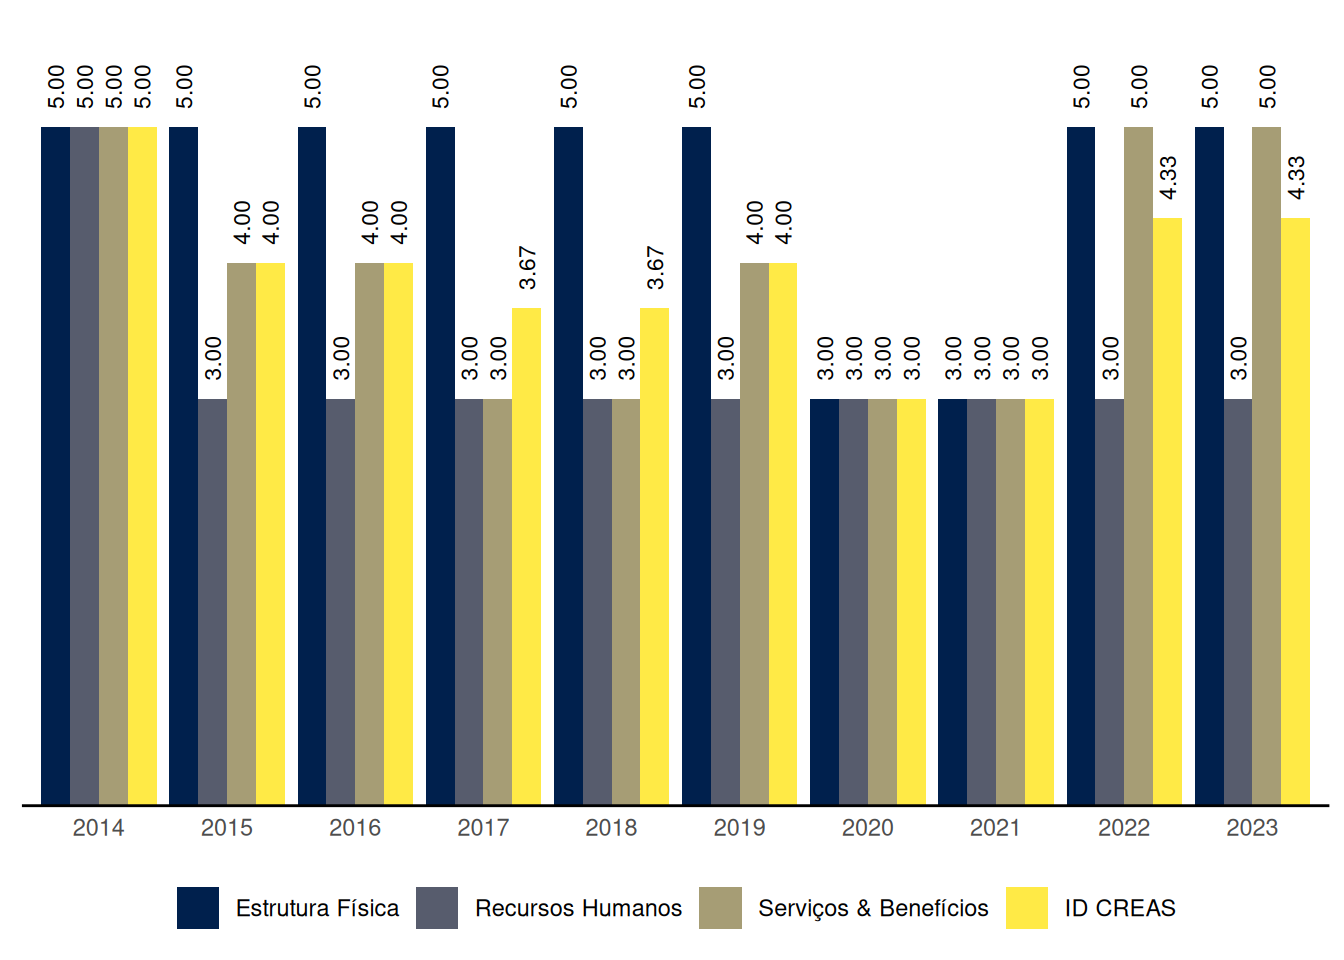 5.00 5.00 5.00 5.00 5.00 3.00 4.00 4.00 5.00 3.00 4.00 4.00 5.00 3.00 3.00 3.67 5.00 3.00 3.00 3.67 5.00 3.00 4.00 4.00 3.00 3.00 3.00 3.00 3.00 3.00 3.00 3.00 5.00 3.00 5.00 4.33 5.00 3.00 5.00 4.33
2014 2015 2016 2017 2018 2019 2020 2021 2022 2023
Estrutura Física Recursos Humanos Serviços & Benefícios ID CREAS